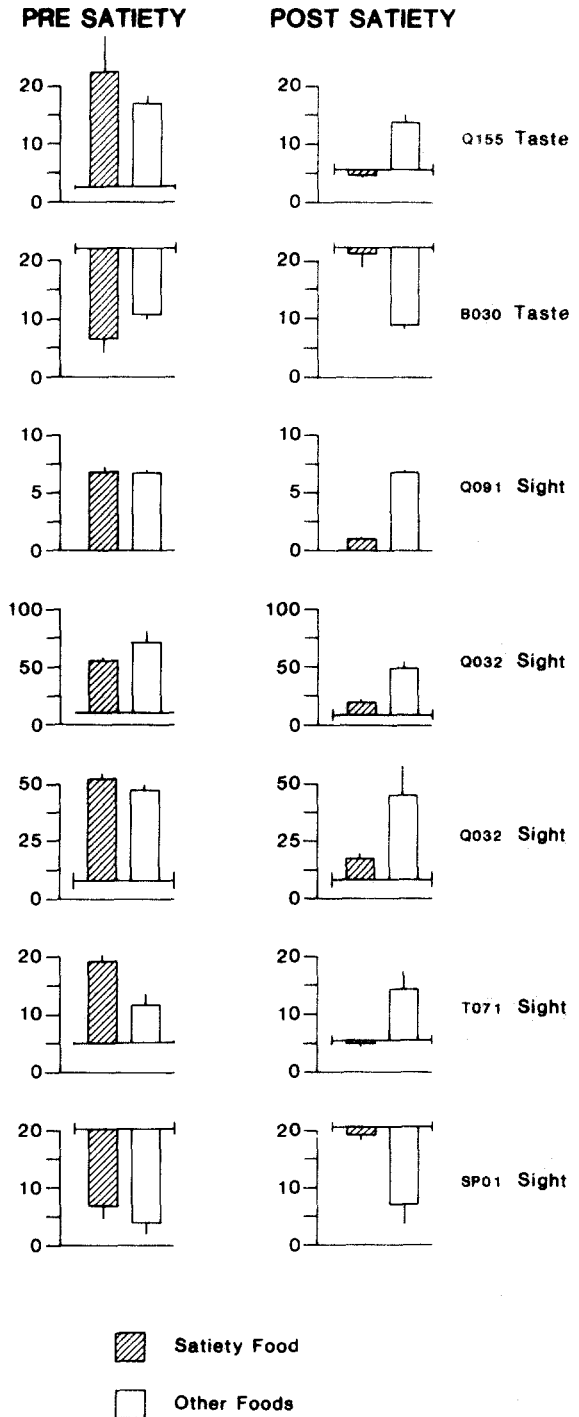 PRE SATIETY POST SATIETY
20 20
10 10 Q155 Taste
0 0
20 20
10 10 B030 Taste
0 0
10 10
5 5 Q091 Sight
0 0
100 100
50 50 Q032 Sight
0 0
50 50
25 25 Q032 Sight
0 0
20 20
10 10 T071 Sight
0 0
20 20
10 10 SP01 Sight
0 0
Satiety Food
Other Foods